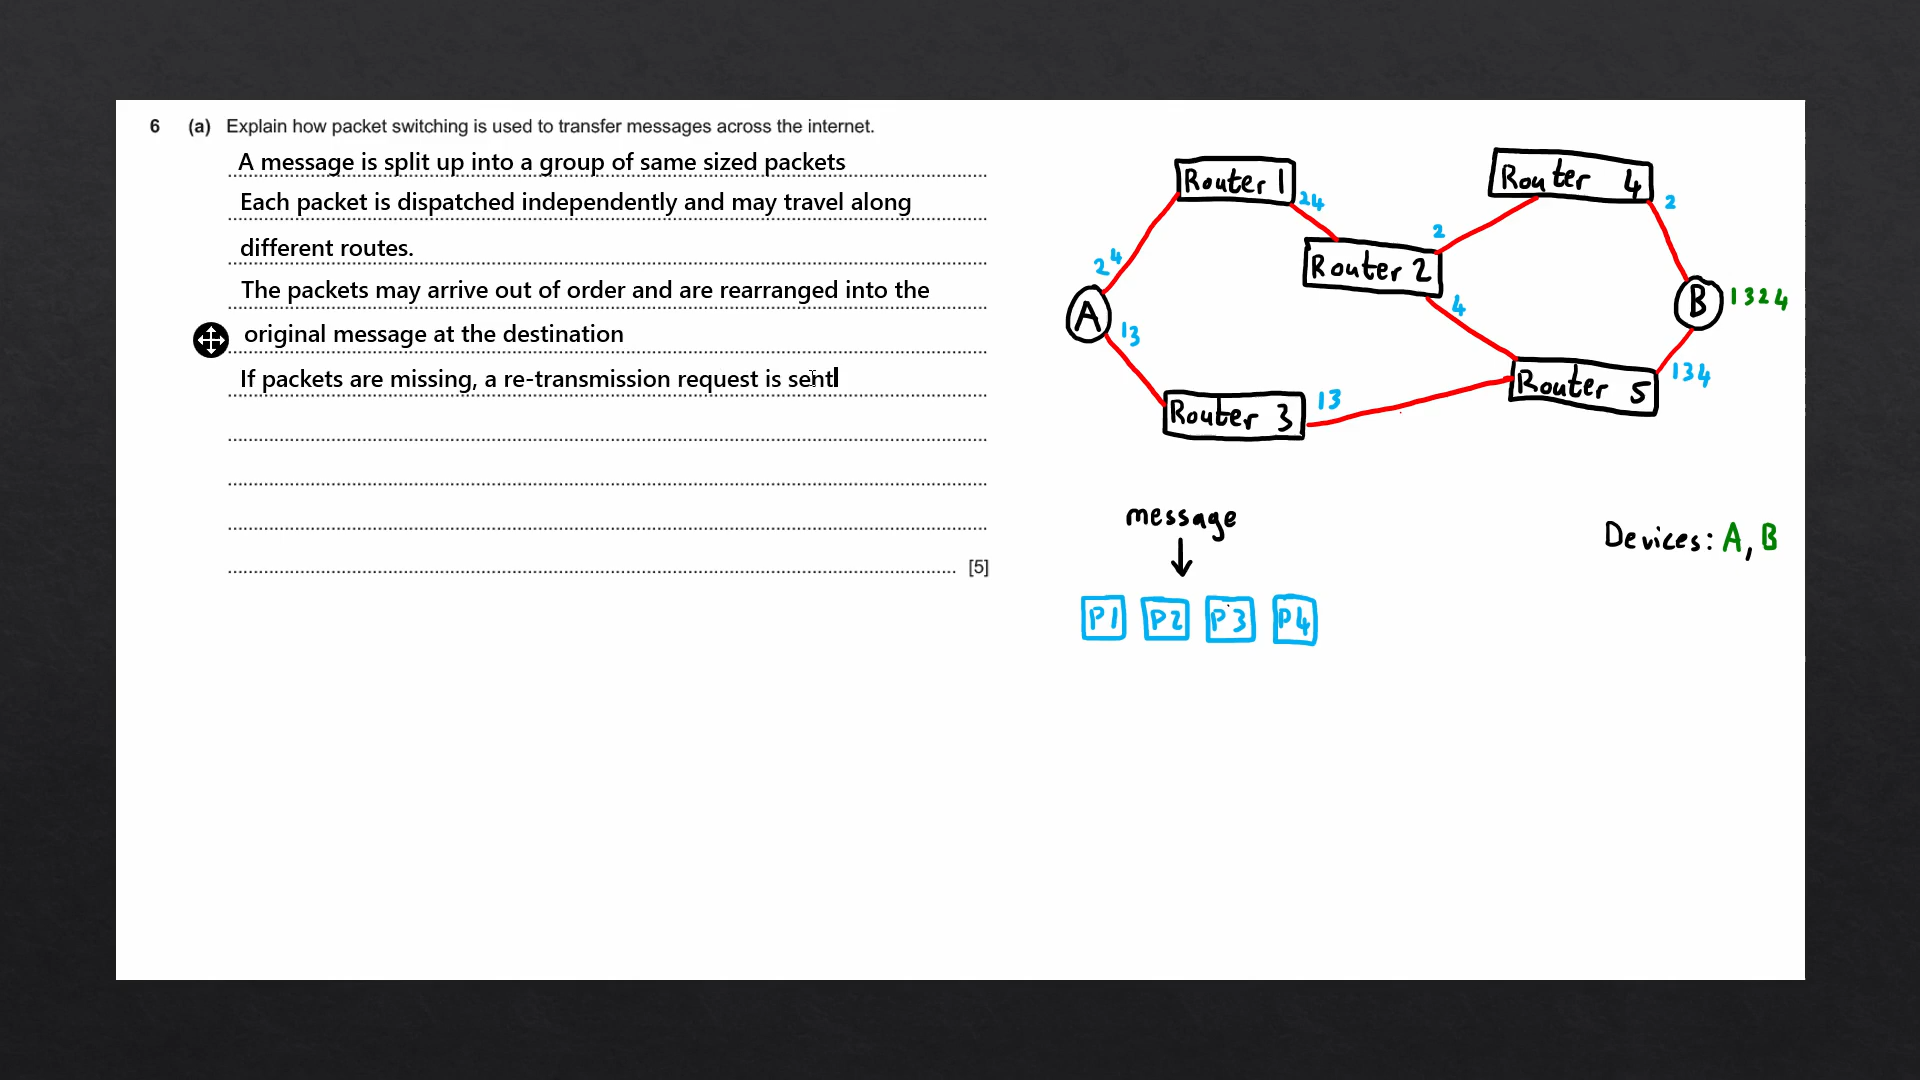 6 (a) Explain how packet switching is used to transfer messages across the internet.
A message is split up into a group of same sized packets
Each packet is dispatched independently and may travel along
different routes.
The packets may arrive out of order and are rearranged into the
original message at the destination
If packets are missing, a re-transmission request is sent
[5]
Router 1
Router 4
24
2
2
Router 2
24
B 1324
A
4
13
134
Router 5
13
Router 3
message
Devices: A, B
P1 P2 P3 P4